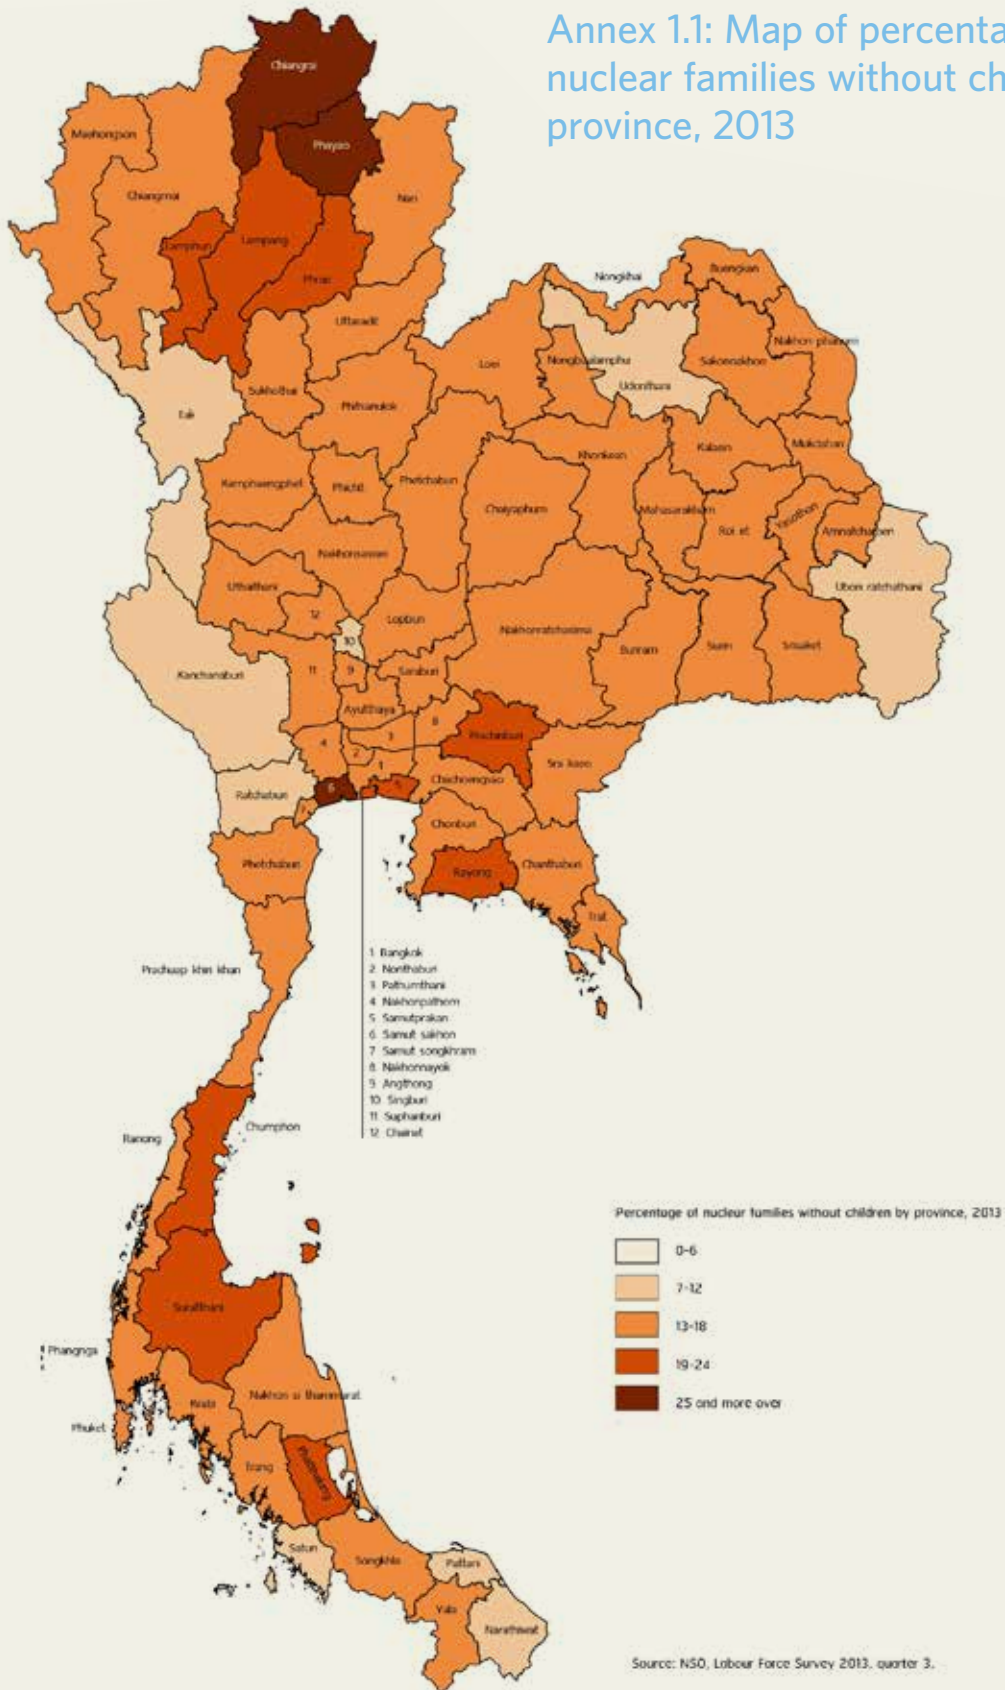 Annex 1.1: Map of percenta
nuclear families without ch
province, 2013
Chiangrai
Phayao
Maehongson
Chiangmai
Nan
Lamphun
Lampang
Phrae
Nongkhai
Buengkan
Uttaradit
Nakhon phanum
Loei
Nongbualamphu
Sakonnakhon
Sukhothai
Udonthani
Phithanulok
Tak
Kalasin
Mukdahan
Khonkean
Kamphaengphet
Phichit
Phetchabun
Chaiyaphum
Mahasarakham
Roi et
Yasothon
Amnatcharoen
Nakhonsawan
Uthaithani
Ubon ratchathani
12
Lopburi
10
Nakhonratchasima
Buriram
Surin
Srisaket
Kanchanaburi
11
9
Saraburi
Ayutthaya
8
Prachinburi
4
3
2
1
Sra kaeo
Chachoengsao
Ratchaburi
6
5
7
Chonburi
Phetchaburi
Rayong
Chanthaburi
Trat
Prachuap khiri khan
1 Bangkok
2 Nonthaburi
3 Pathumthani
4 Nakhonpathom
5 Samutprakan
6 Samut sakhon
7 Samut songkhram
8 Nakhonnayok
9 Angthong
10 Singburi
11 Suphanburi
12 Chainat
Ranong
Chumphon
Suratthani
Phangnga
Nakhon si thammarat
Krabi
Phuket
Trang
Phatthalung
Satun
Songkhla
Pattani
Yala
Narathiwat
Percentage of nuclear families without children by province, 2013
0-6
7-12
13-18
19-24
25 and more over
Source: NSO, Labour Force Survey 2013, quarter 3.